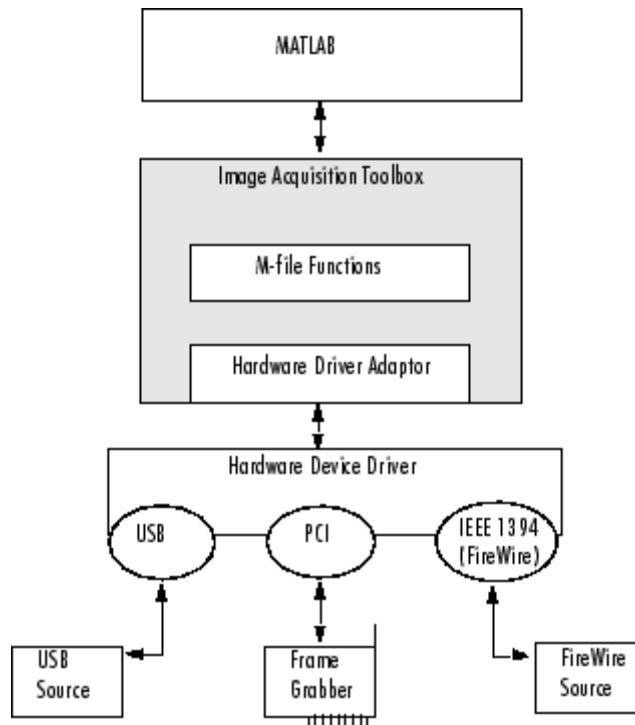 MATLAB
Image Acquisition Toolbox
M-file Functions
Hardware Driver Adaptor
Hardware Device Driver
USB
PCI
IEEE 1394
(FireWire)
USB
Source
Frame
Grabber
FireWire
Source